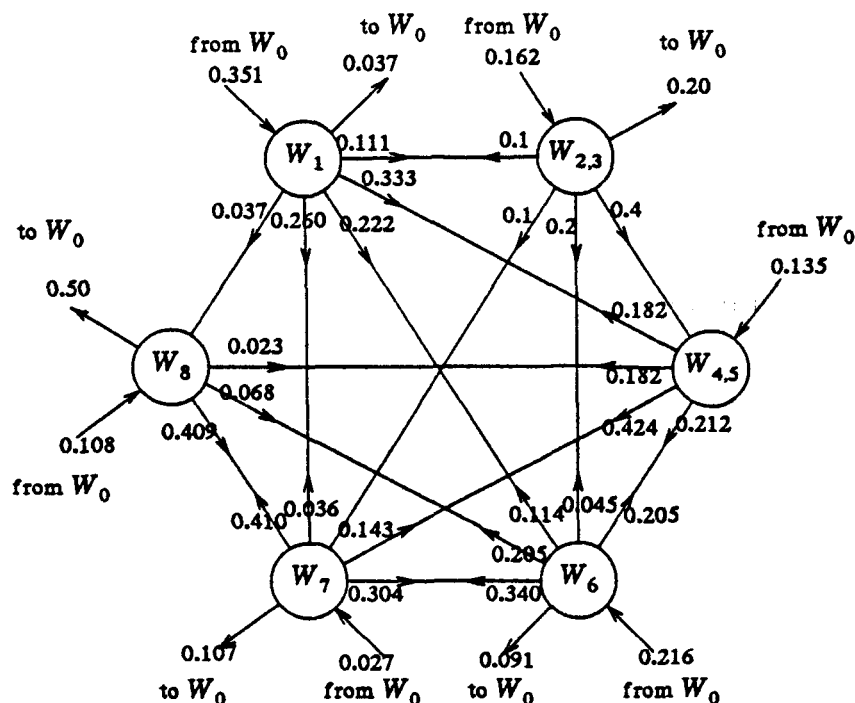 from W0
to W0
from W0
to W0
0.351
0.037
0.162
0.20
W1
0.111
0.1
W2,3
0.333
0.037
0.260
0.222
0.1
0.2
0.4
to W0
from W0
0.50
0.135
0.182
W8
0.023
0.182
W4,5
0.068
0.409
0.424
0.212
0.108
from W0
0.410
0.036
0.143
0.114
0.045
0.205
0.205
W7
0.304
0.340
W6
0.107
0.027
0.091
0.216
to W0
from W0
to W0
from W0